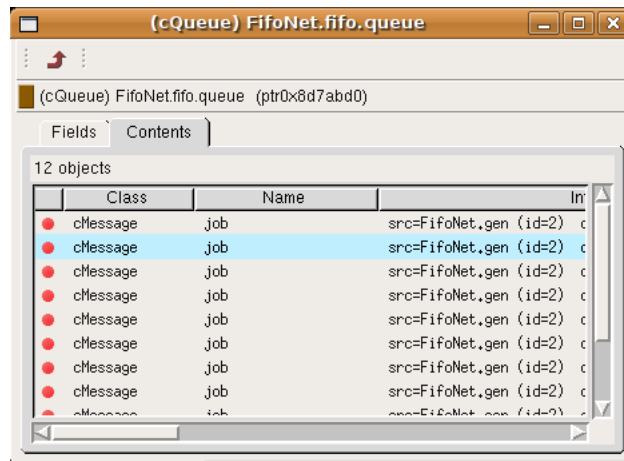 (cQueue) FifoNet.fifo.queue
(cQueue) FifoNet.fifo.queue (ptr0x8d7abd0)
Fields Contents
12 objects
Class Name
cMessage job src=FifoNet.gen (id=2)
cMessage job src=FifoNet.gen (id=2)
cMessage job src=FifoNet.gen (id=2)
cMessage job src=FifoNet.gen (id=2)
cMessage job src=FifoNet.gen (id=2)
cMessage job src=FifoNet.gen (id=2)
cMessage job src=FifoNet.gen (id=2)
cMessage job src=FifoNet.gen (id=2)